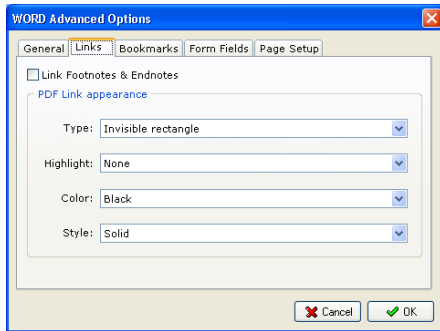 WORD Advanced Options
General Links Bookmarks Form Fields Page Setup
Link Footnotes & Endnotes
PDF Link appearance
Type: Invisible rectangle
Highlight: None
Color: Black
Style: Solid
Cancel OK